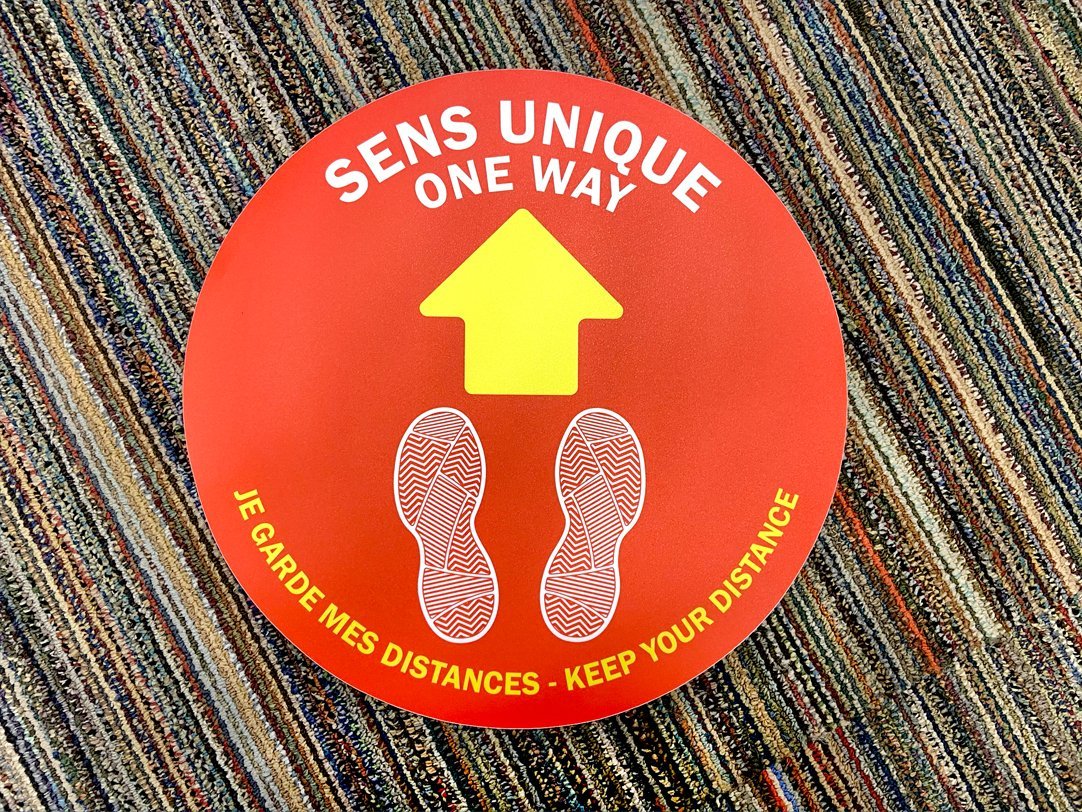 SENS UNIQUE
ONE WAY
JE GARDE MES DISTANCES - KEEP YOUR DISTANCE